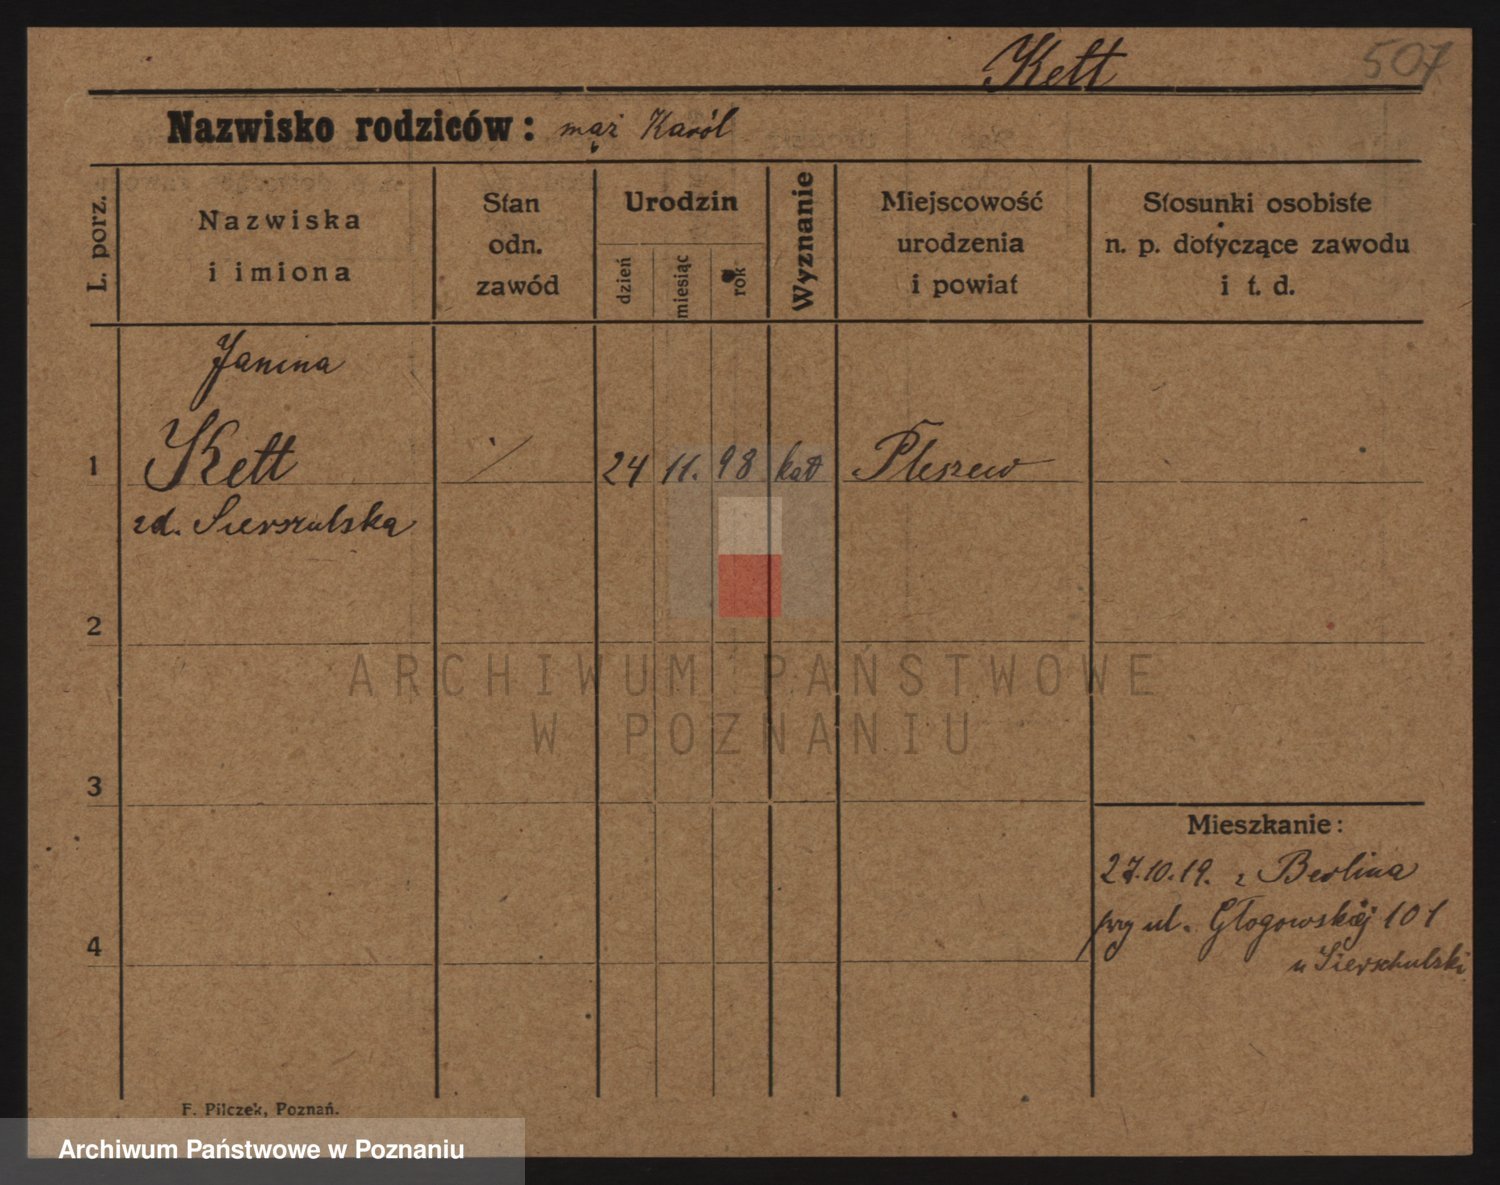 Kett
507
Nazwisko rodziców: mąż Karól
L. porz.
Nazwiska
i imiona
Stan
odn.
zawód
Urodzin
dzień
miesiąc
rok
Wyznanie
Miejscowość
urodzenia
i powiat
Stosunki osobiste
n. p. dotyczące zawodu
i t. d.
Janina
1 Kett / 24 11. 98 kat Pleszew
zd. Sierszulska
2
3
4
ARCHIWUM PAŃSTWOWE
W POZNANIU
Mieszkanie:
27.10.19. z Berlina
przy ul. Głogowskiej 101
u Sierschulski
F. Pilczek, Poznań.
Archiwum Państwowe w Poznaniu